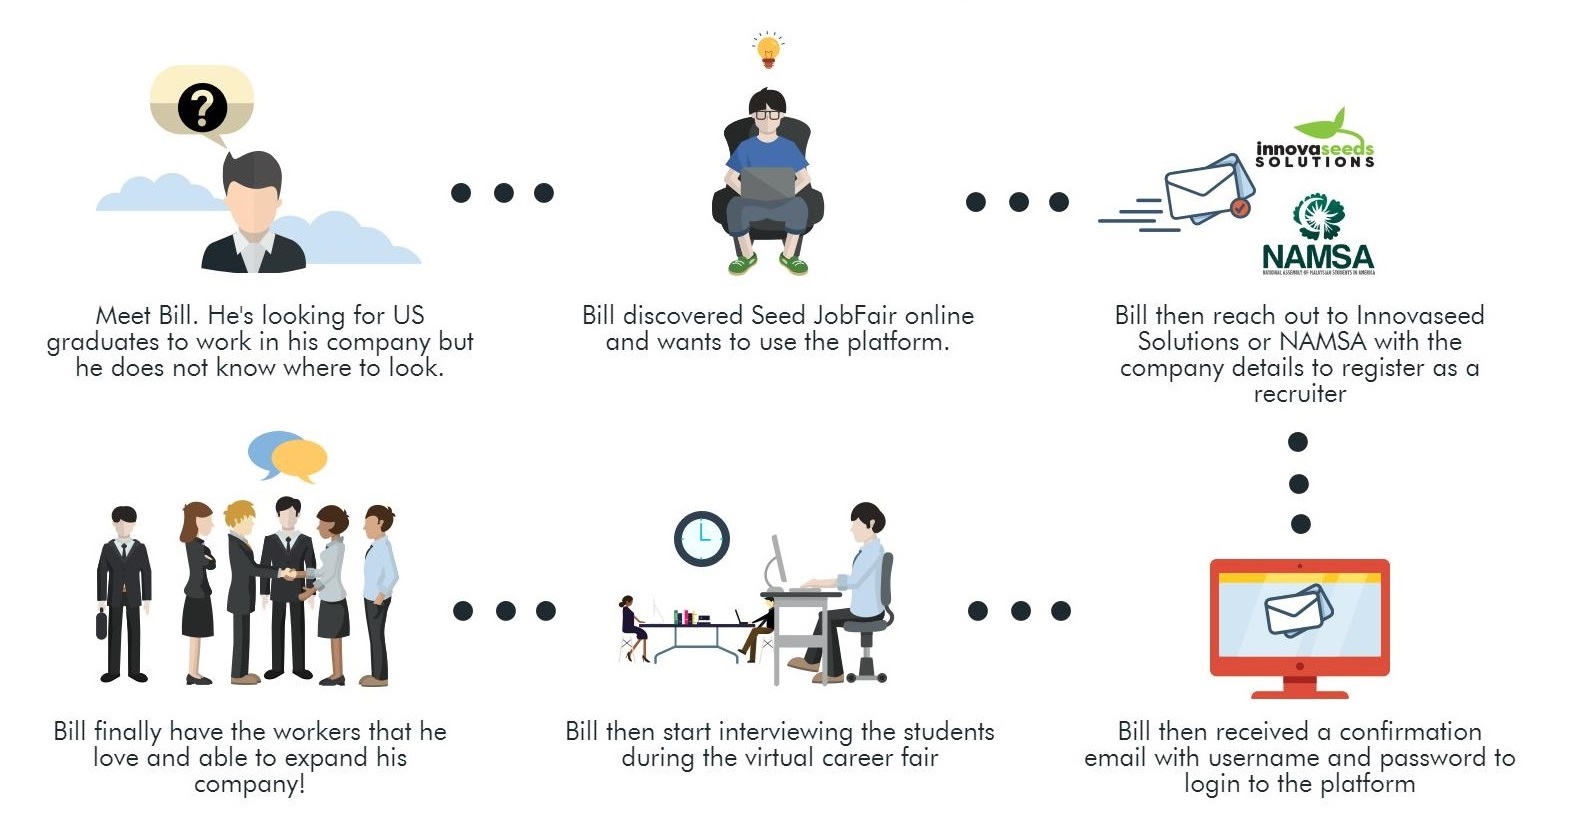 ?
innovaseeds
SOLUTIONS
NAMSA
NATIONAL ASSEMBLY OF MALAYSIAN STUDENTS IN AMERICA
Meet Bill. He's looking for US
graduates to work in his company but
he does not know where to look.
Bill discovered Seed JobFair online
and wants to use the platform.
Bill then reach out to Innovaseed
Solutions or NAMSA with the
company details to register as a
recruiter
Bill then received a confirmation
email with username and password to
login to the platform
Bill then start interviewing the students
during the virtual career fair
Bill finally have the workers that he
love and able to expand his
company!